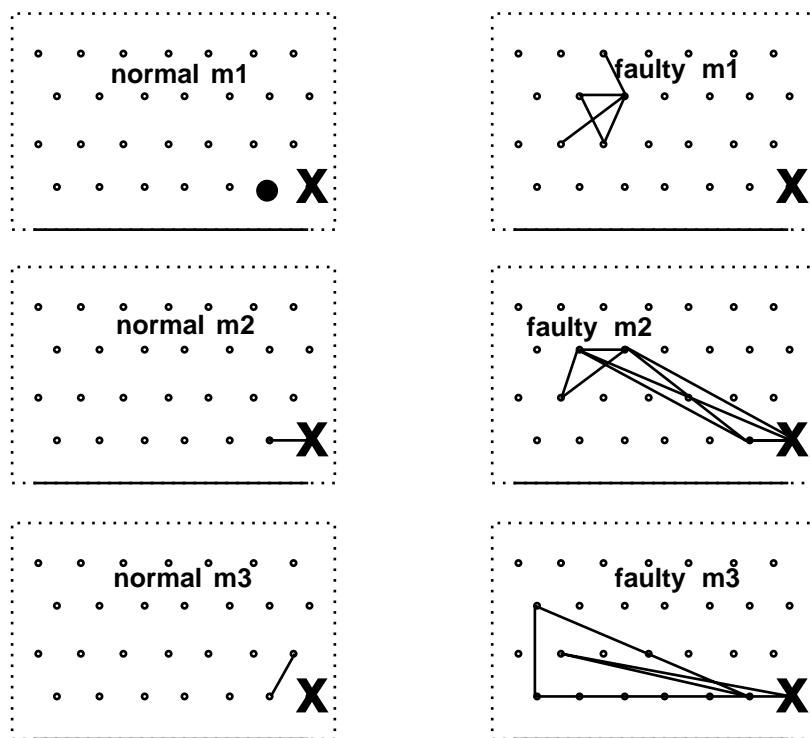 normal m1
faulty m1
X
X
normal m2
faulty m2
X
X
normal m3
faulty m3
X
X